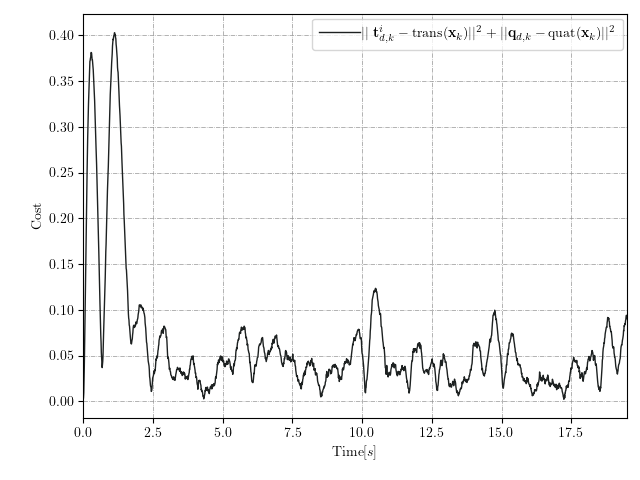 || t^i_{d,k} − trans(x_k)||^2 + ||q_{d,k} − quat(x_k)||^2
0.40
0.35
0.30
0.25
0.20
0.15
0.10
0.05
0.00
Cost
0.0 2.5 5.0 7.5 10.0 12.5 15.0 17.5
Time[s]